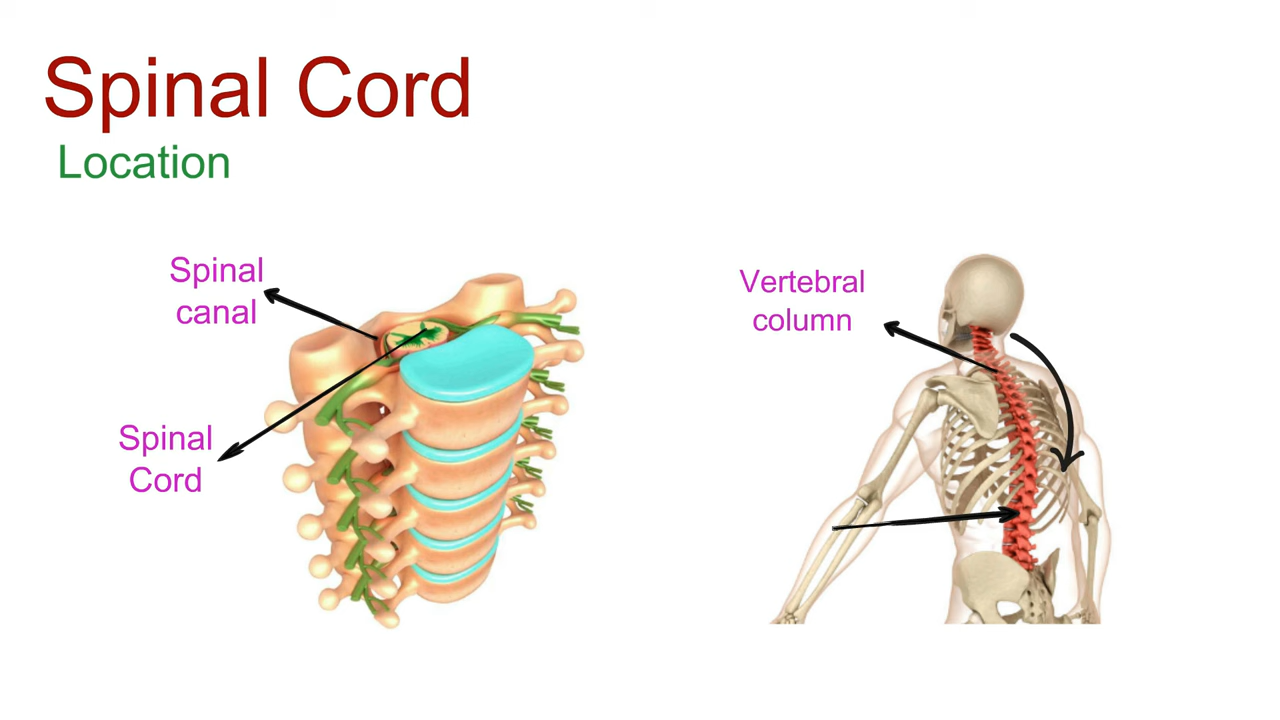 Spinal Cord
Location
Spinal
canal
Spinal
Cord
Vertebral
column